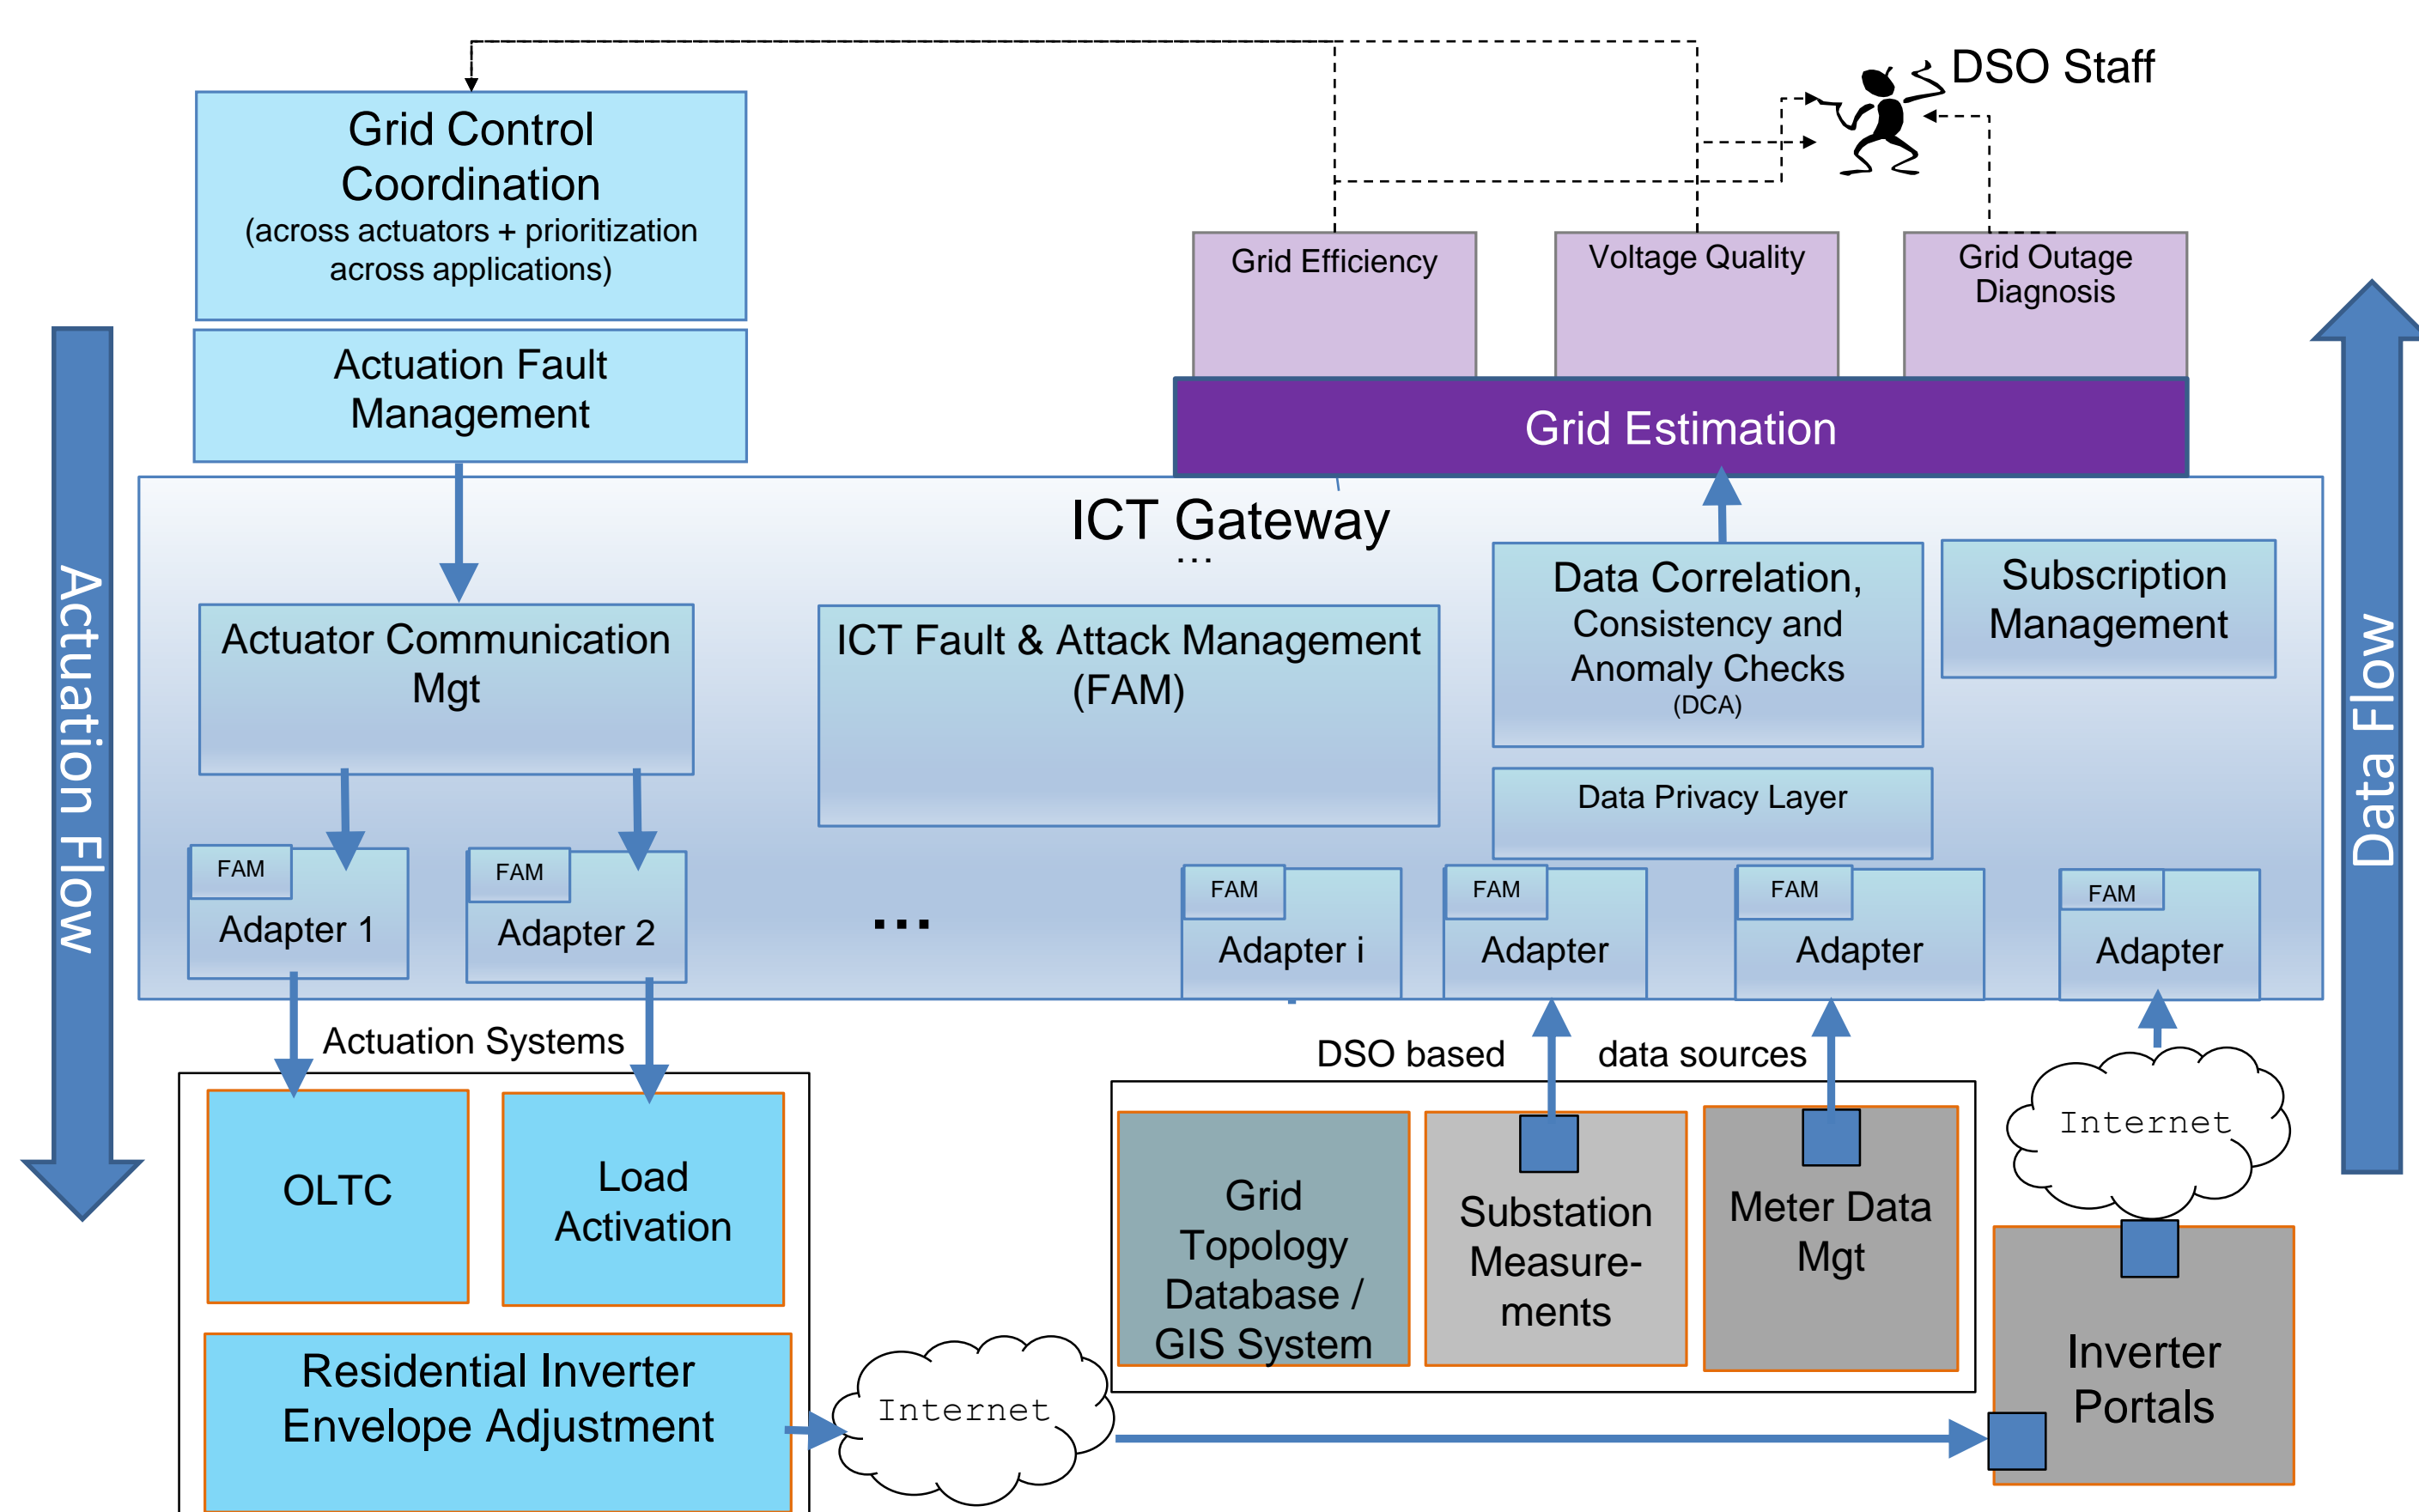 DSO Staff
Grid Control
Coordination
(across actuators + prioritization
across applications)
Grid Efficiency
Voltage Quality
Grid Outage
Diagnosis
Actuation Fault
Management
Grid Estimation
Actuation Flow
Data Flow
ICT Gateway
...
Actuator Communication
Mgt
ICT Fault & Attack Management
(FAM)
Data Correlation,
Consistency and
Anomaly Checks
(DCA)
Subscription
Management
Data Privacy Layer
FAM
Adapter 1
FAM
Adapter 2
...
FAM
Adapter i
FAM
Adapter
FAM
Adapter
FAM
Adapter
Actuation Systems
DSO based data sources
OLTC
Load
Activation
Residential Inverter
Envelope Adjustment
Internet
Grid
Topology
Database /
GIS System
Substation
Measure-
ments
Meter Data
Mgt
Internet
Inverter
Portals